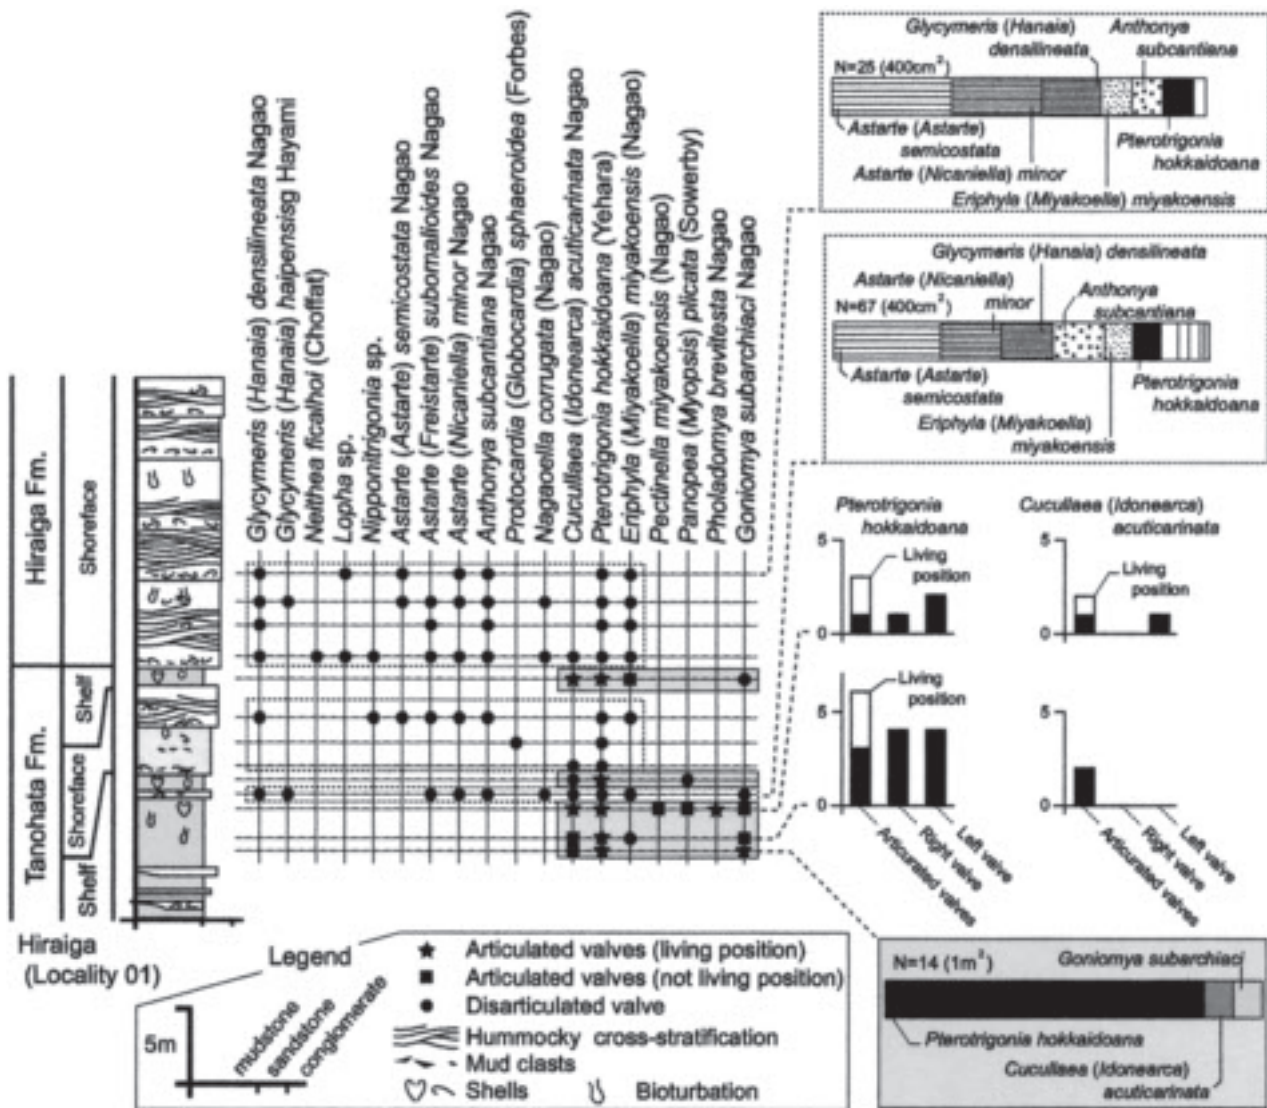 Glycymeris (Hanaia) densilineata Nagao
Glycymeris (Hanaia) haipensisg Hayami
Neithea ficalhoi (Choffat)
Lopha sp.
Nipponitrigonia sp.
Astarte (Astarte) semicostata Nagao
Astarte (Freistarte) subomalioides Nagao
Astarte (Nicaniella) minor Nagao
Anthonya subcantiana Nagao
Protocardia (Globocardia) sphaeroidea (Forbes)
Nagaoella corrugata (Nagao)
Cucullaea (Idonearca) acuticarinata Nagao
Pterotrigonia hokkaidoana (Yehara)
Eriphyla (Miyakoella) miyakoensis (Nagao)
Pectinella miyakoensis (Nagao)
Panopea (Myopsis) plicata (Sowerby)
Pholadomya brevitesta Nagao
Goniomya subarchiaci Nagao
Hiraiga Fm.
Shoreface
Tanohata Fm.
Shelf
Shoreface
Shelf
Hiraiga
(Locality 01)
Glycymeris (Hanaia)
densilineata
Anthonya
subcantiana
N=25 (400cm²)
Astarte (Astarte)
semicostata
Pterotrigonia
hokkaidoana
Astarte (Nicaniella) minor
Eriphyla (Miyakoella) miyakoensis
Glycymeris (Hanaia) densilineata
Astarte (Nicaniella)
minor
Anthonya
subcantiana
N=67 (400cm²)
Astarte (Astarte)
semicostata
Pterotrigonia
hokkaidoana
Eriphyla (Miyakoella)
miyakoensis
Pterotrigonia
hokkaidoana
5
Living
position
0
Cucullaea (Idonearca)
acuticarinata
5
Living
position
0
5
Living
position
0
Articurated valves
Right valve
Left valve
5
0
Articurated valves
Right valve
Left valve
N=14 (1m²)
Goniomya subarchiaci
Pterotrigonia hokkaidoana
Cucullaea (Idonearca)
acuticarinata
Legend
5m
mudstone
sandstone
conglomerate
Articulated valves (living position)
Articulated valves (not living position)
Disarticulated valve
Hummocky cross-stratification
Mud clasts
Shells
Bioturbation